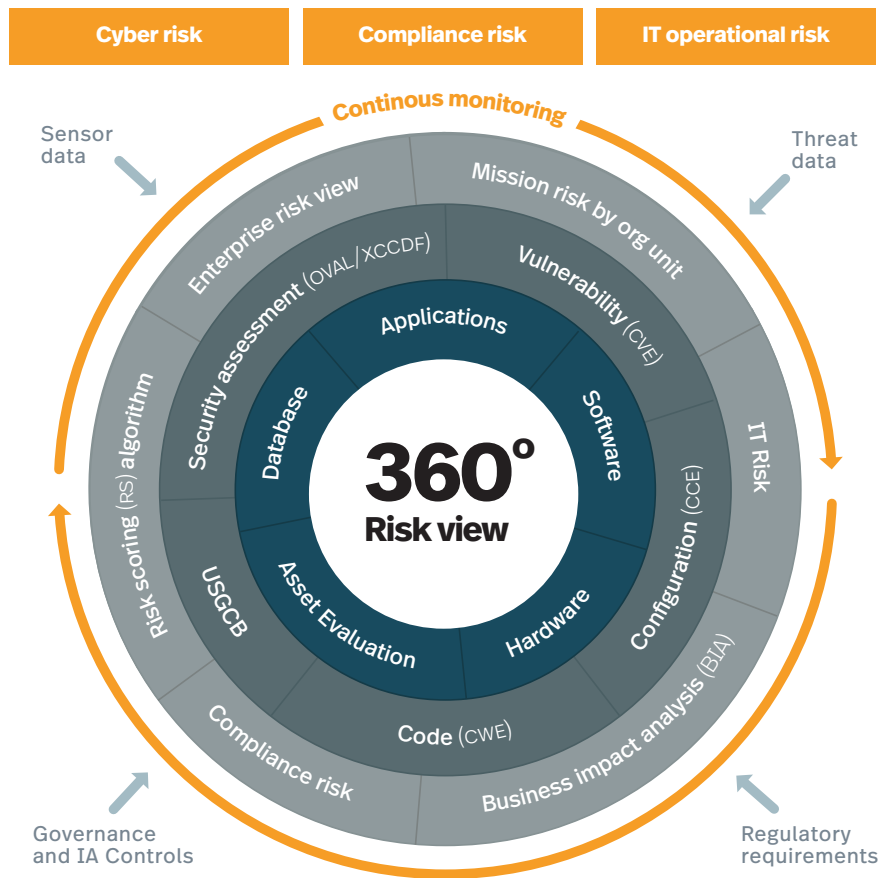 Cyber risk
Compliance risk
IT operational risk
Continous monitoring
Sensor
data
Threat
data
Enterprise risk view
Mission risk by org unit
IT Risk
Business impact analysis (BIA)
Compliance risk
Risk scoring (RS) algorithm
Security assessment (OVAL/XCCDF)
Vulnerability (CVE)
Configuration (CCE)
Code (CWE)
USGCB
Applications
Software
Hardware
Asset Evaluation
Database
360°
Risk view
Governance
and IA Controls
Regulatory
requirements